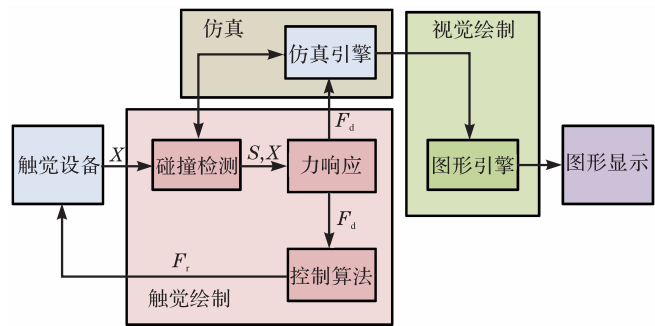 仿真
视觉绘制
仿真引擎
F_d
触觉设备
X
碰撞检测
S,X
力响应
图形引擎
图形显示
F_d
F_r
控制算法
触觉绘制